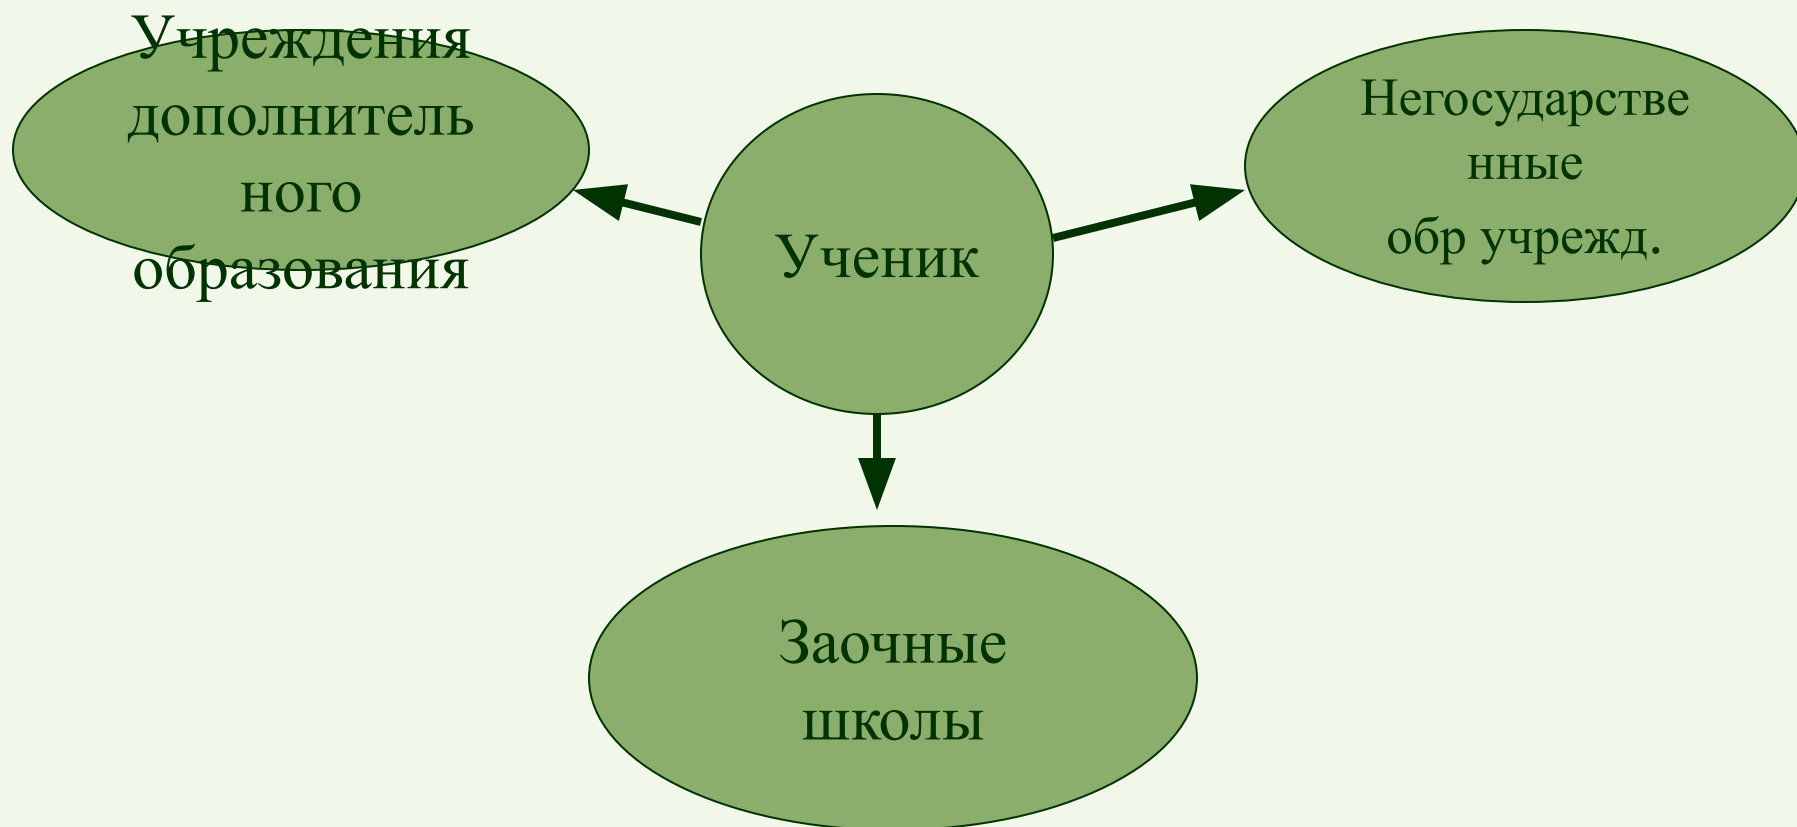 Учреждения
дополнитель
ного
образования
Ученик
Негосударстве
нные
обр учрежд.
Заочные
школы